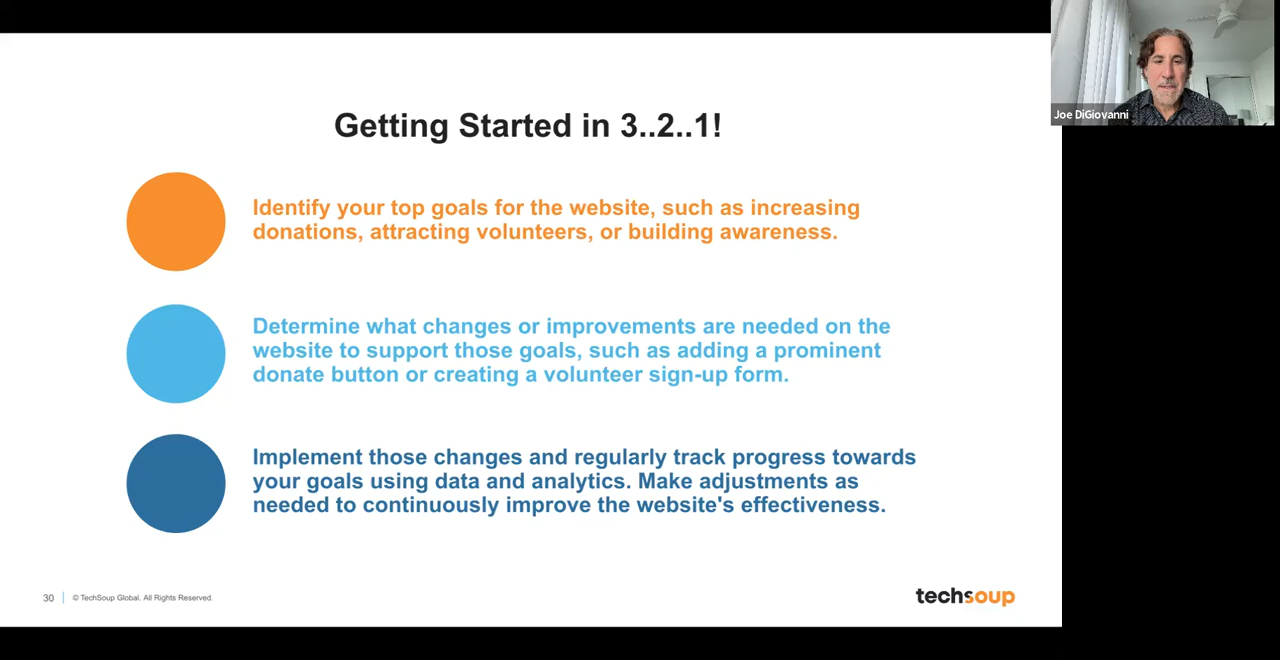 Joe DiGiovanni
Getting Started in 3..2..1!
Identify your top goals for the website, such as increasing
donations, attracting volunteers, or building awareness.
Determine what changes or improvements are needed on the
website to support those goals, such as adding a prominent
donate button or creating a volunteer sign-up form.
Implement those changes and regularly track progress towards
your goals using data and analytics. Make adjustments as
needed to continuously improve the website's effectiveness.
30 | © TechSoup Global. All Rights Reserved.
techsoup